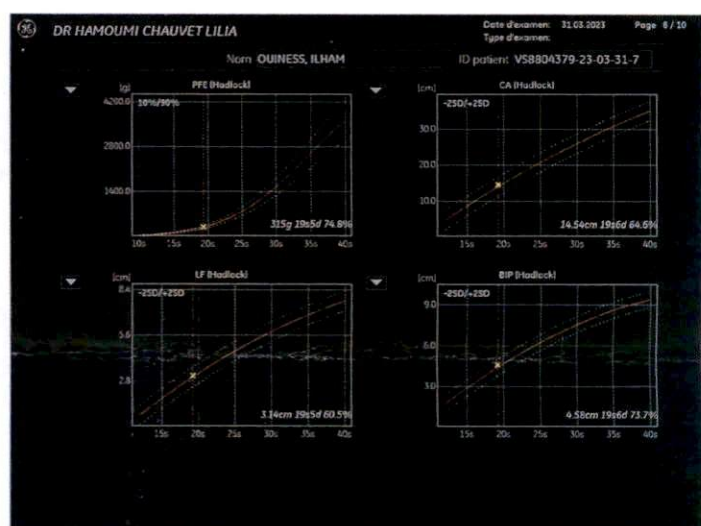 DR HAMOUMI CHAUVET LILIA
Date d'examen: 31.03.2023 Page 8 / 10
Type d'examen:
Nom OUINESS, ILHAM ID patient VS8804379-23-03-31-7
PFE (Hadlock)
[g]
4200.0
10%/90%
2800.0
1400.0
315g 19s5d 74.8%
10s 15s 20s 25s 30s 35s 40s
CA (Hadlock)
[cm]
-2SD/+2SD
30.0
20.0
10.0
14.54cm 19s6d 64.6%
15s 20s 25s 30s 35s 40s
LF (Hadlock)
[cm]
8.4
-2SD/+2SD
5.6
2.8
3.14cm 19s5d 60.5%
15s 20s 25s 30s 35s 40s
BIP (Hadlock)
[cm]
-2SD/+2SD
9.0
6.0
3.0
4.58cm 19s6d 73.7%
15s 20s 25s 30s 35s 40s